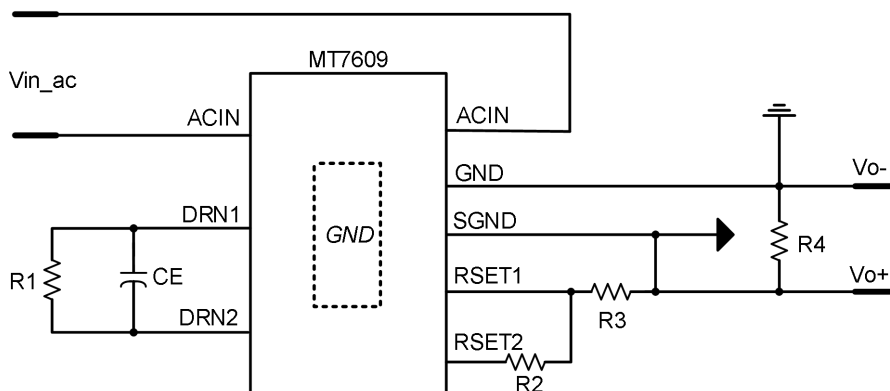 MT7609
Vin_ac
ACIN
ACIN
GND
Vo-
DRN1
GND
SGND
R4
R1
CE
RSET1
Vo+
DRN2
R3
RSET2
R2